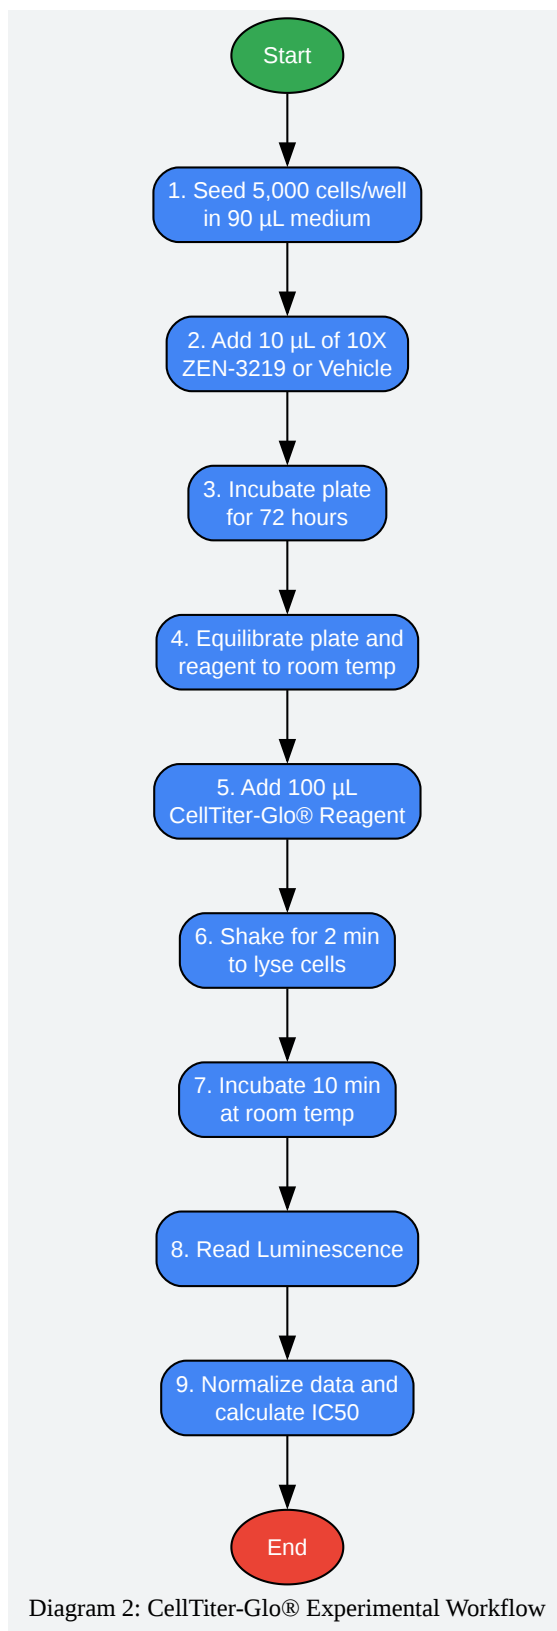 Start
1. Seed 5,000 cells/well
in 90 µL medium
2. Add 10 µL of 10X
ZEN-3219 or Vehicle
3. Incubate plate
for 72 hours
4. Equilibrate plate and
reagent to room temp
5. Add 100 µL
CellTiter-Glo® Reagent
6. Shake for 2 min
to lyse cells
7. Incubate 10 min
at room temp
8. Read Luminescence
9. Normalize data and
calculate IC50
End
Diagram 2: CellTiter-Glo® Experimental Workflow